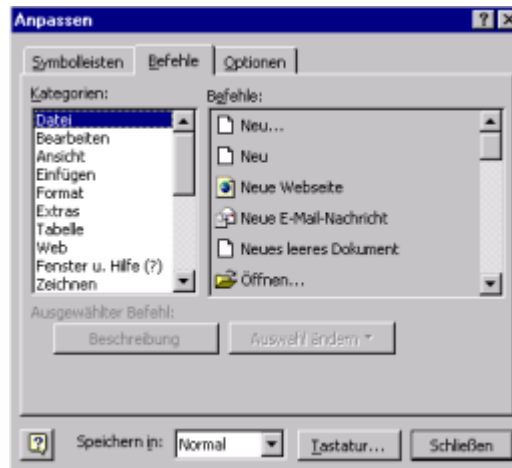 Anpassen
Symbolleisten Befehle Optionen
Kategorien:
Datei
Bearbeiten
Ansicht
Einfügen
Format
Extras
Tabelle
Web
Fenster u. Hilfe (?)
Zeichnen
Befehle:
Neu...
Neu
Neue Webseite
Neue E-Mail-Nachricht
Neues leeres Dokument
Öffnen...
Ausgewählter Befehl:
Beschreibung Auswahl ändern
Speichern in: Normal Tastatur... Schließen